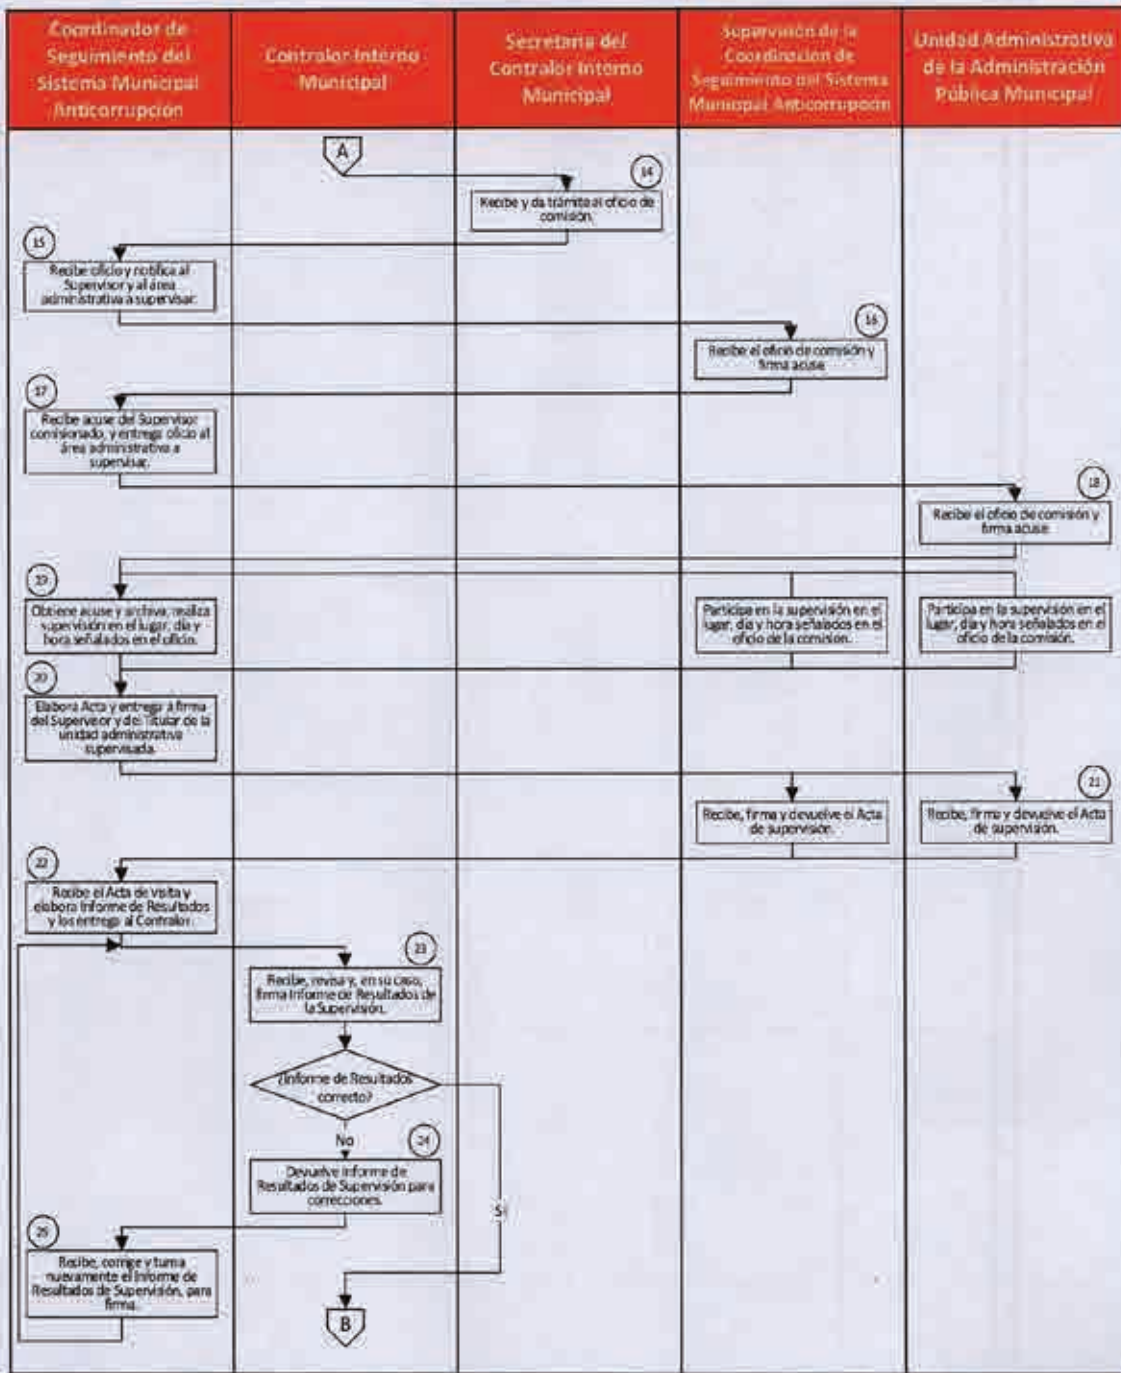 Coordinador de
Seguimiento del
Sistema Municipal
Anticorrupción
Contralor Interno
Municipal
Secretaria del
Contralor Interno
Municipal
Supervisión de la
Coordinación de
Seguimiento del Sistema
Municipal Anticorrupción
Unidad Administrativa
de la Administración
Pública Municipal
A
14
Recibe y da trámite al oficio de
comisión.
15
Recibe oficio y notifica al
Supervisor y al área
administrativa a supervisar.
16
Recibe el oficio de comisión y
firma acuse
17
Recibe acuse del Supervisor
comisionado, y entrega oficio al
área administrativa a
supervisar.
18
Recibe el oficio de comisión y
firma acuse
19
Obtiene acuse y archiva, realiza
supervisión en el lugar, día y
hora señalados en el oficio.
Participa en la supervisión en el
lugar, día y hora señalados en el
oficio de la comisión.
Participa en la supervisión en el
lugar, día y hora señalados en el
oficio de la comisión.
20
Elabora Acta y entrega a firma
del Supervisor y del Titular de la
unidad administrativa
supervisada.
21
Recibe, firma y devuelve el Acta
de supervisión.
Recibe, firma y devuelve el Acta
de supervisión.
22
Recibe el Acta de visita y
elabora Informe de Resultados
y los entrega al Contralor.
23
Recibe, revisa y, en su caso,
firma Informe de Resultados de
la Supervisión.
¿Informe de Resultados
correcto?
No
24
Devuelve Informe de
Resultados de Supervisión para
correcciones.
Si
25
Recibe, corrige y turna
nuevamente el Informe de
Resultados de Supervisión, para
firma.
B